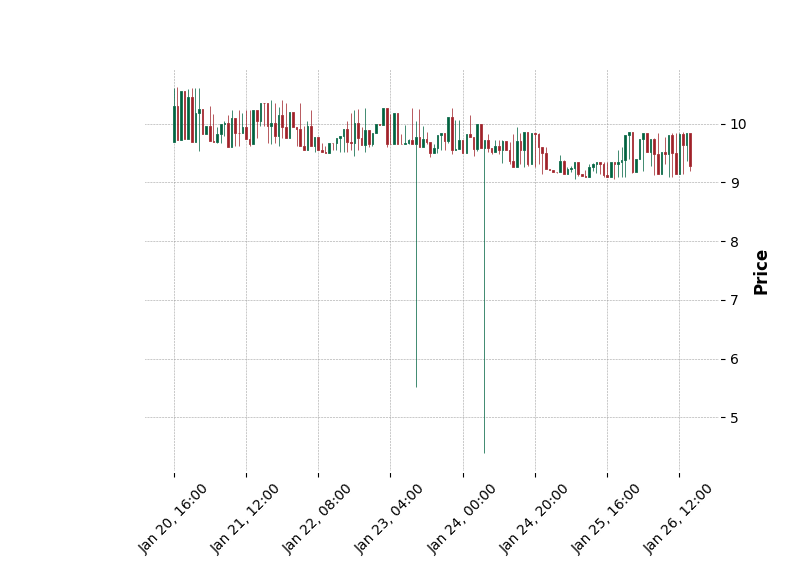 10
9
8
7
6
5
Price
Jan 20, 16:00
Jan 21, 12:00
Jan 22, 08:00
Jan 23, 04:00
Jan 24, 00:00
Jan 24, 20:00
Jan 25, 16:00
Jan 26, 12:00